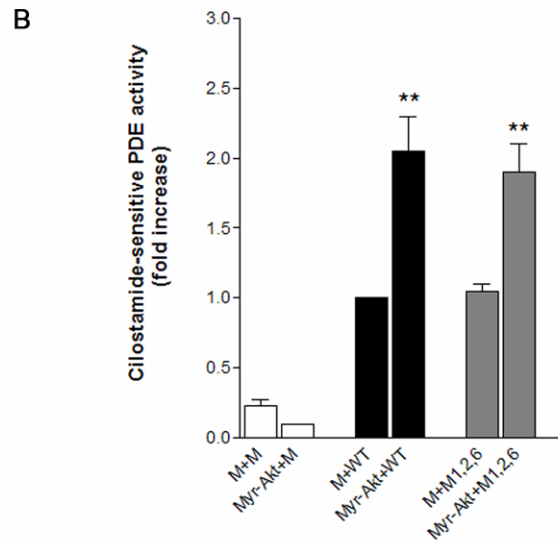 B
Cilostamide-sensitive PDE activity
(fold increase)
3.0
2.5
2.0
1.5
1.0
0.5
0.0
**
**
M+M
Myr-Akt+M
M+WT
Myr-Akt+WT
M+M1,2,6
Myr-Akt+M1,2,6